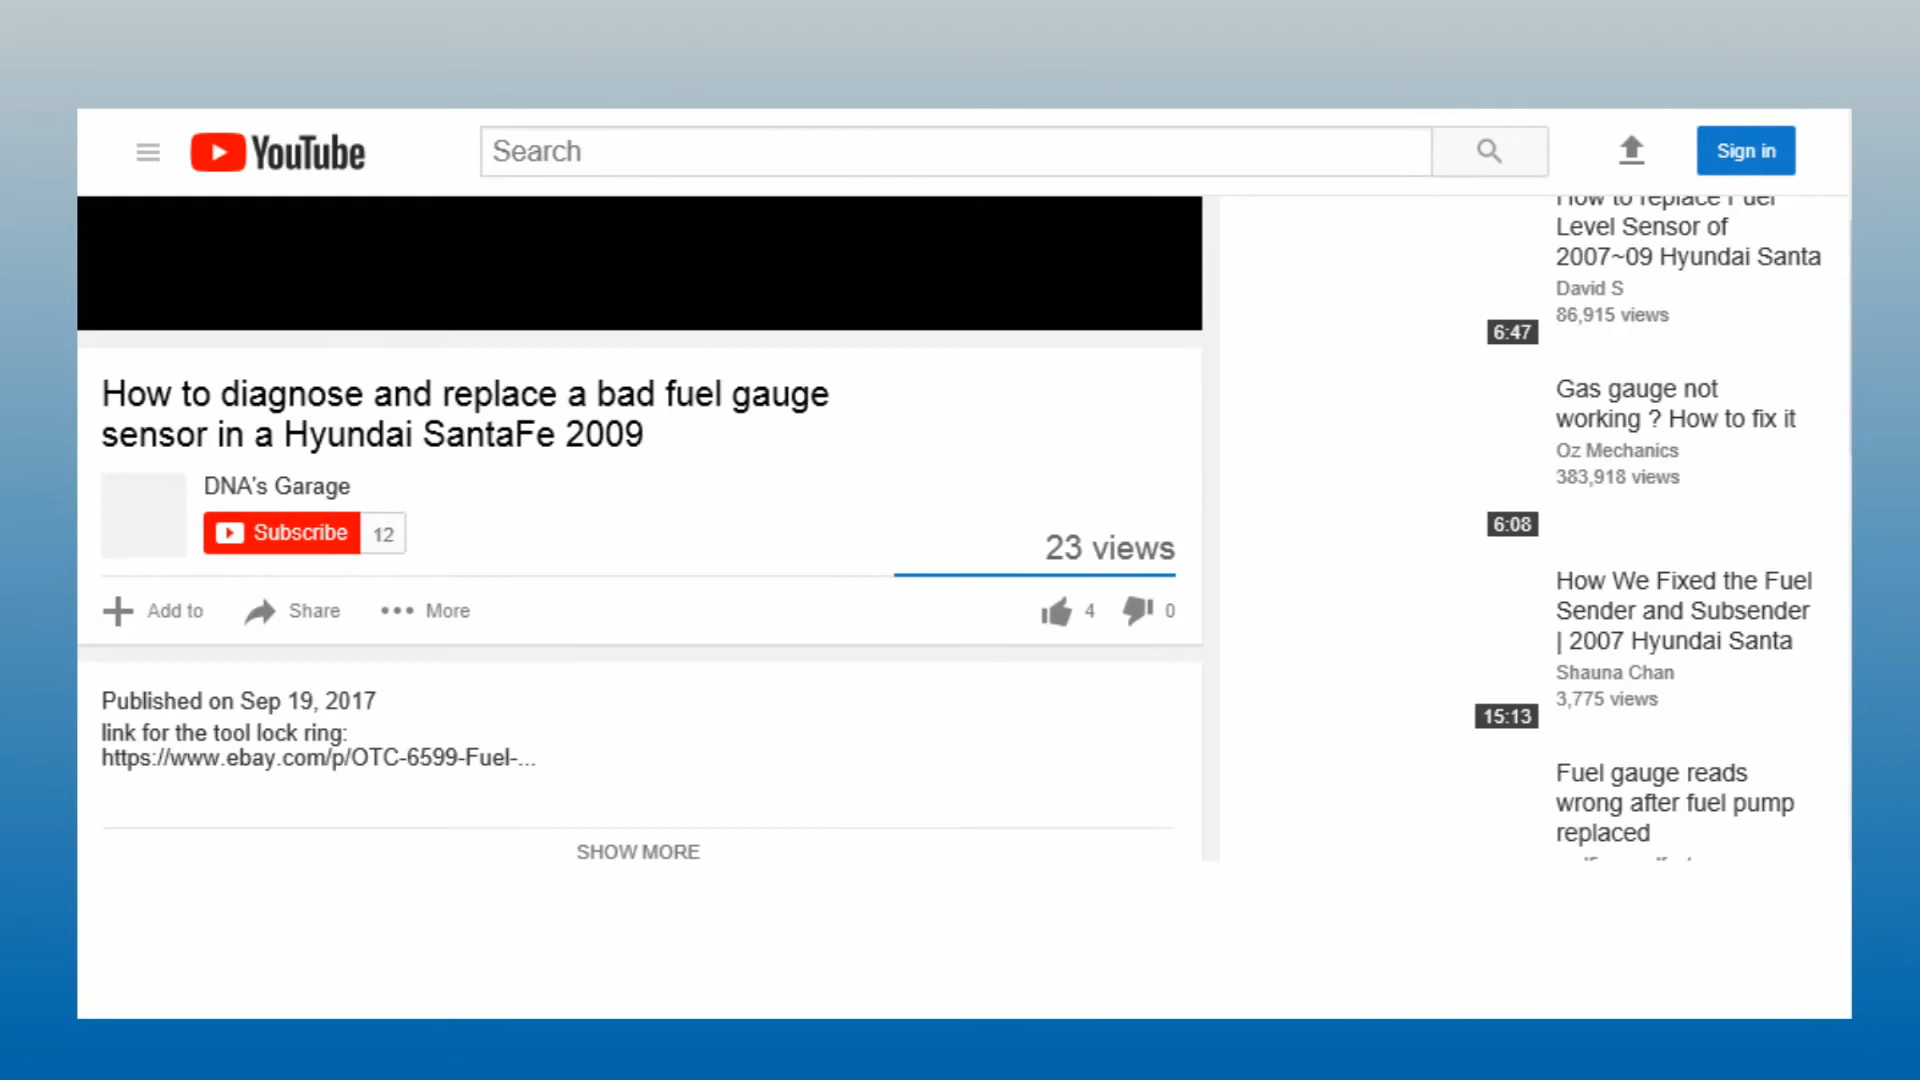 YouTube
Search
Sign in
How to replace Fuel
Level Sensor of
2007~09 Hyundai Santa
David S
86,915 views
6:47
How to diagnose and replace a bad fuel gauge
sensor in a Hyundai SantaFe 2009
DNA's Garage
Subscribe 12
23 views
Add to Share More 4 0
Gas gauge not
working ? How to fix it
Oz Mechanics
383,918 views
6:08
How We Fixed the Fuel
Sender and Subsender
| 2007 Hyundai Santa
Shauna Chan
3,775 views
15:13
Published on Sep 19, 2017
link for the tool lock ring:
https://www.ebay.com/p/OTC-6599-Fuel-...
SHOW MORE
Fuel gauge reads
wrong after fuel pump
replaced